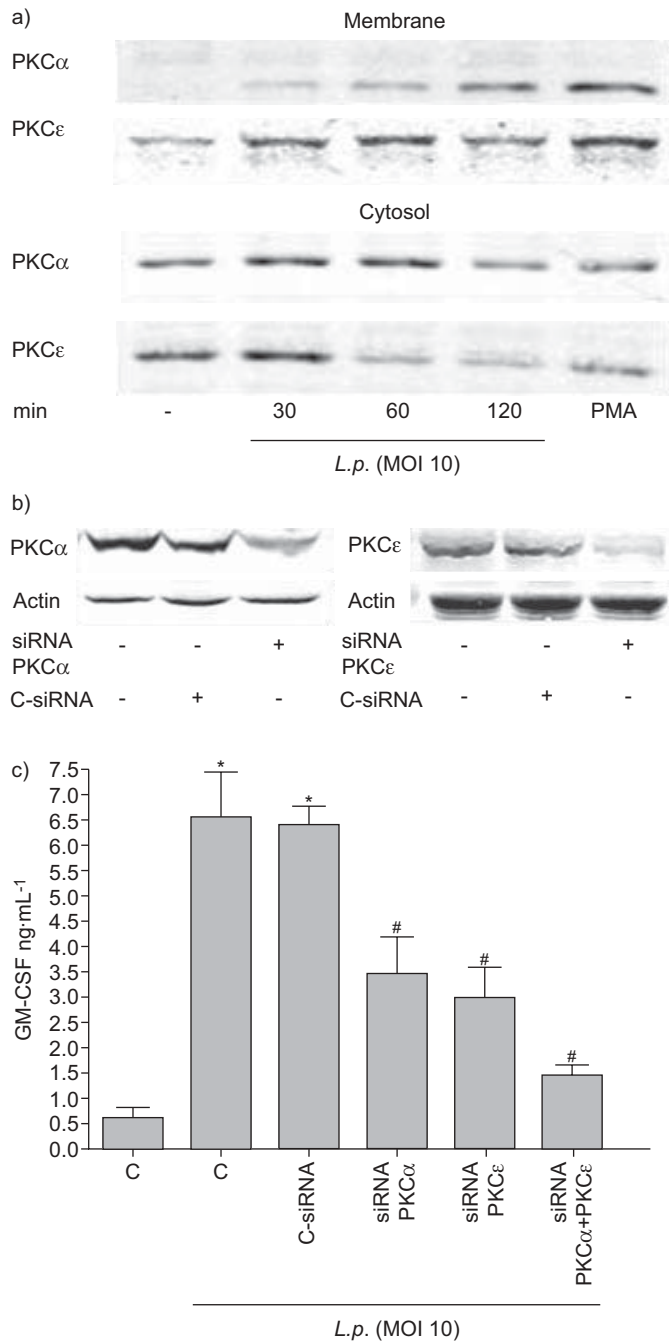 a)
Membrane
PKCα
PKCε
Cytosol
PKCα
PKCε
min - 30 60 120 PMA
L.p. (MOI 10)
b)
PKCα
Actin
siRNA PKCα - - +
C-siRNA - + -
PKCε
Actin
siRNA PKCε - - +
C-siRNA - + -
c)
GM-CSF ng·mL-1
7.5
7.0
6.5
6.0
5.5
5.0
4.5
4.0
3.5
3.0
2.5
2.0
1.5
1.0
0.5
0.0
*
*
#
#
#
C
C
C-siRNA
siRNA
PKCα
siRNA
PKCε
siRNA
PKCα+PKCε
L.p. (MOI 10)